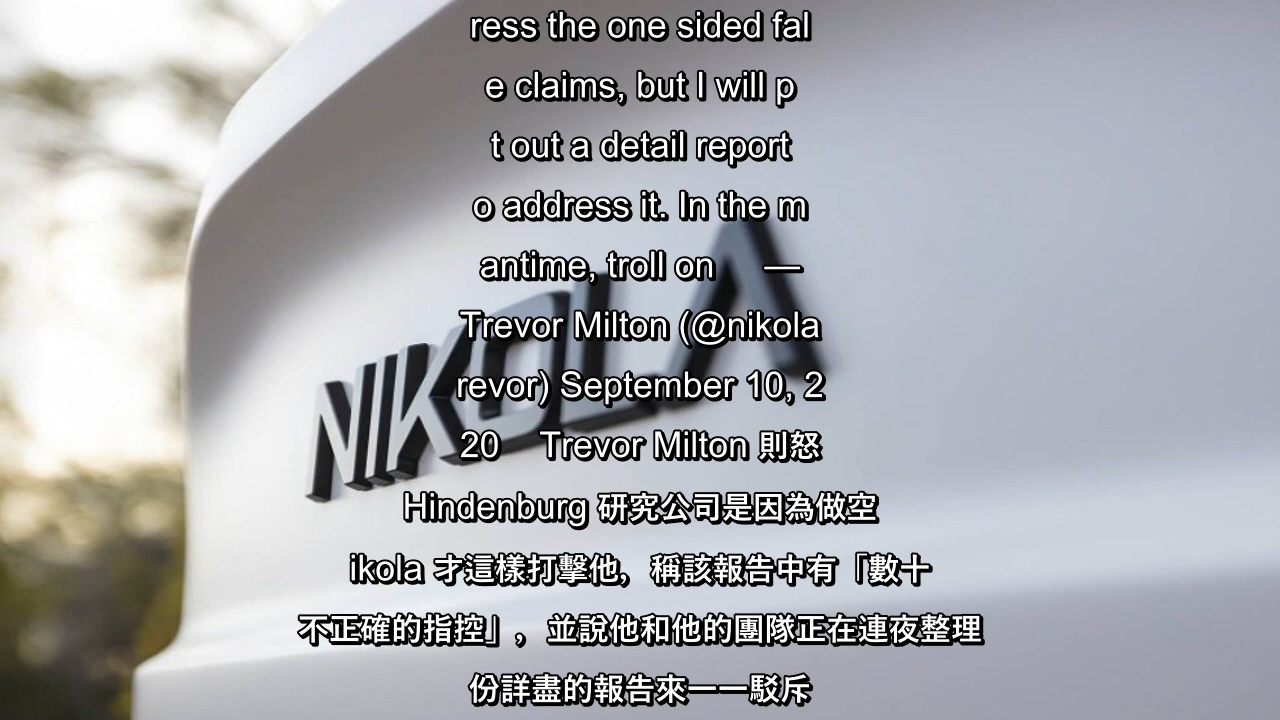 ress the one sided fal
e claims, but I will p
t out a detail report
o address it. In the m
antime, troll on —
Trevor Milton (@nikola
revor) September 10, 2
20 Trevor Milton 則怒
Hindenburg 研究公司是因為做空
ikola 才這樣打擊他，稱該報告中有「數十
不正確的指控」，並說他和他的團隊正在連夜整理
份詳盡的報告來一一駁斥
NIKOLA